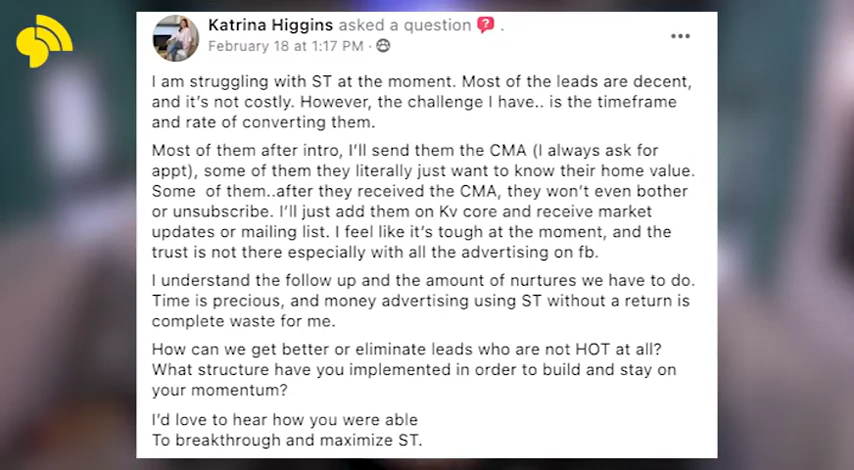 Katrina Higgins asked a question ? .
February 18 at 1:17 PM ·
I am struggling with ST at the moment. Most of the leads are decent,
and it's not costly. However, the challenge I have.. is the timeframe
and rate of converting them.
Most of them after intro, I'll send them the CMA (I always ask for
appt), some of them they literally just want to know their home value.
Some of them..after they received the CMA, they won't even bother
or unsubscribe. I'll just add them on Kv core and receive market
updates or mailing list. I feel like it's tough at the moment, and the
trust is not there especially with all the advertising on fb.
I understand the follow up and the amount of nurtures we have to do.
Time is precious, and money advertising using ST without a return is
complete waste for me.
How can we get better or eliminate leads who are not HOT at all?
What structure have you implemented in order to build and stay on
your momentum?
I'd love to hear how you were able
To breakthrough and maximize ST.